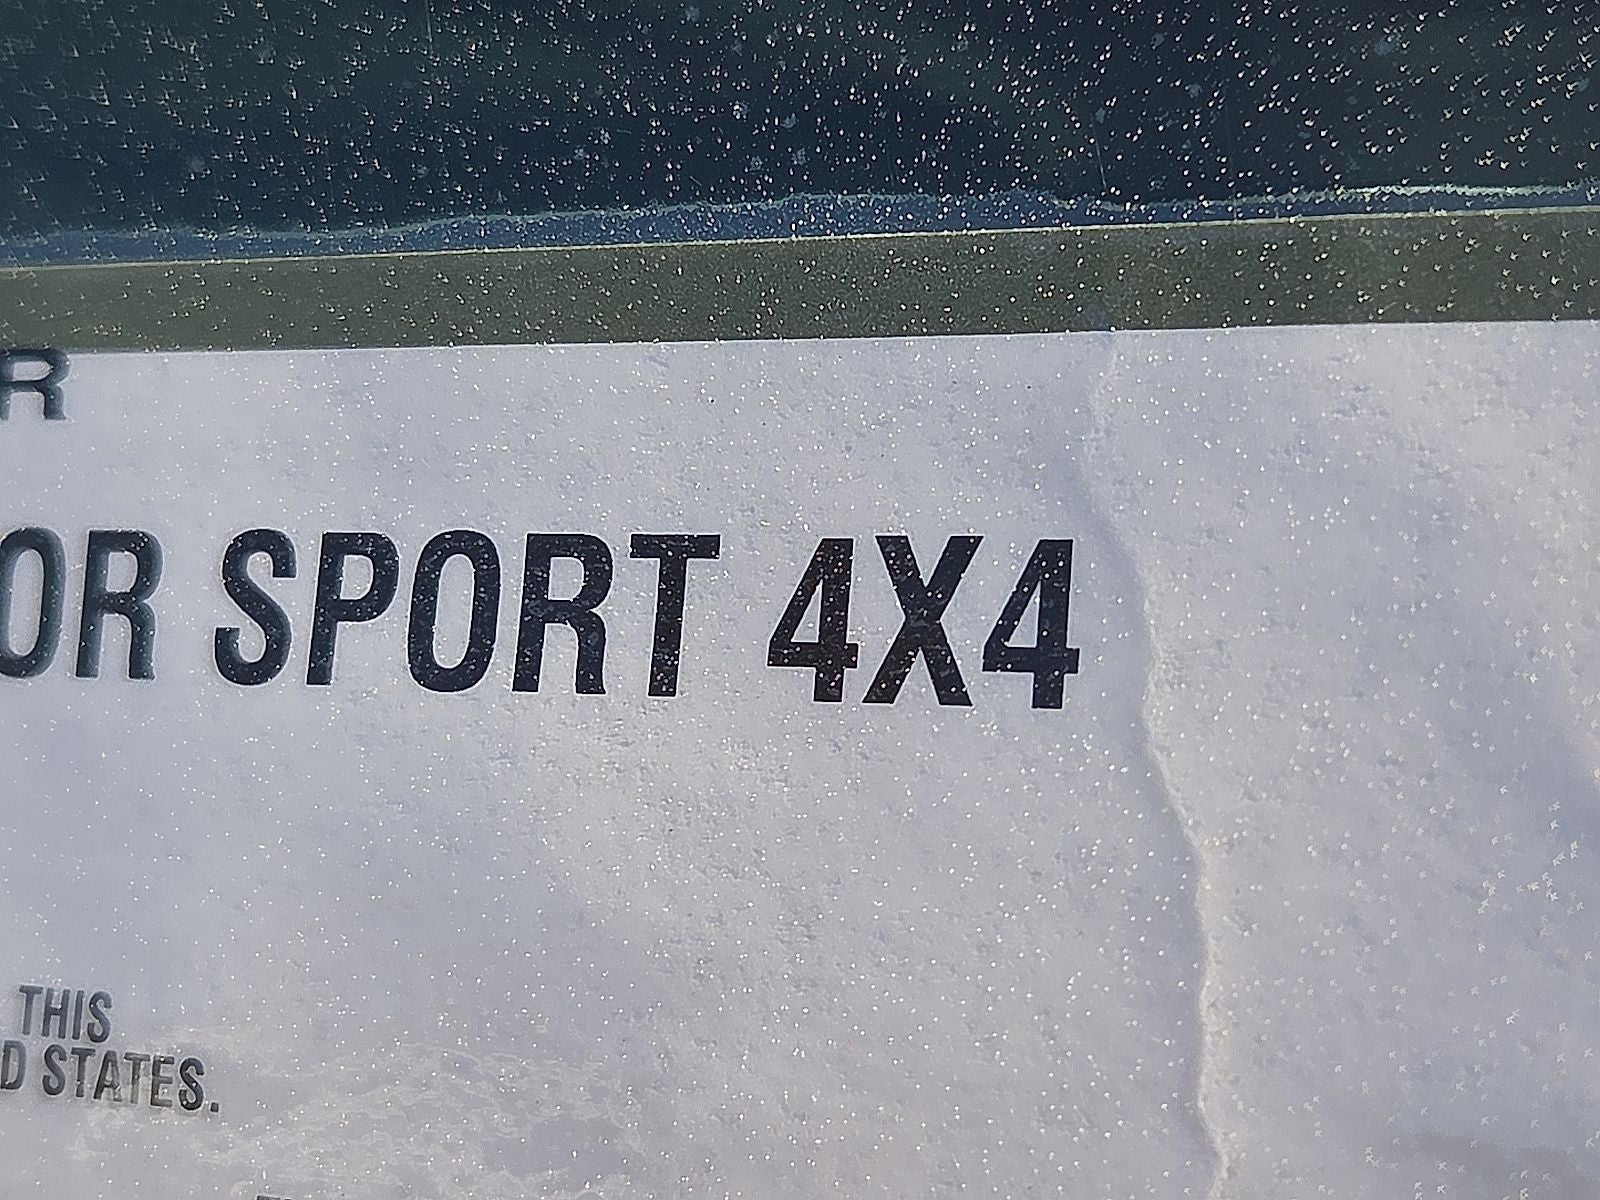 R
OR SPORT 4X4
THIS
D STATES.